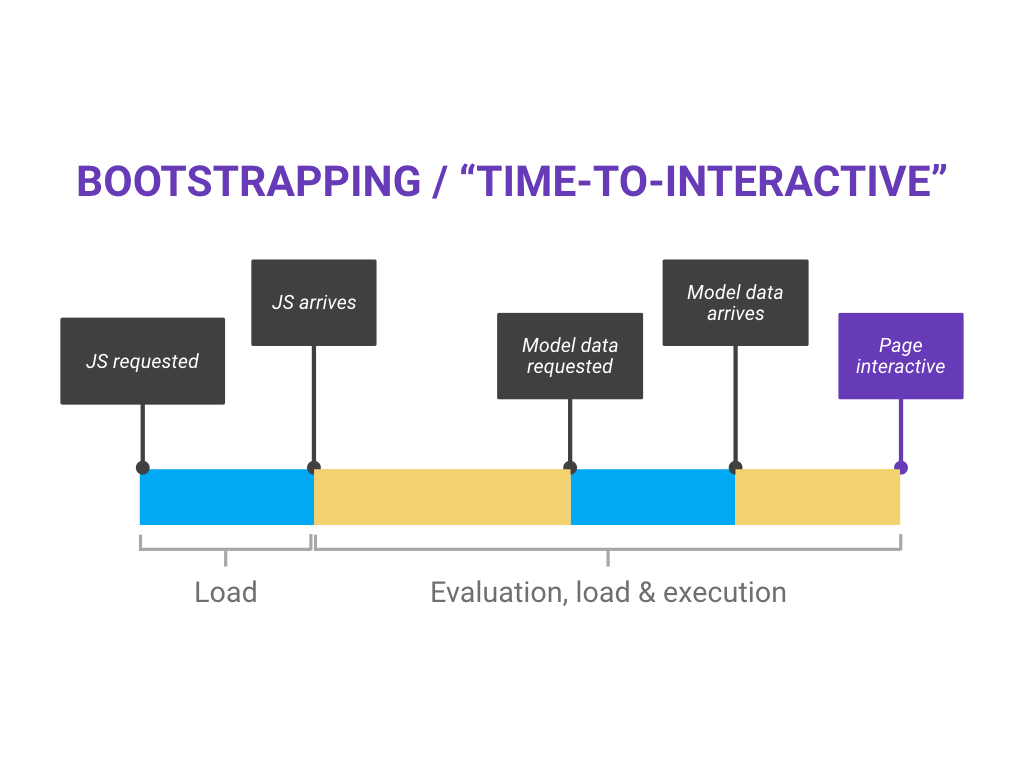 BOOTSTRAPPING / “TIME-TO-INTERACTIVE”
JS requested
JS arrives
Model data
requested
Model data
arrives
Page
interactive
Load
Evaluation, load & execution